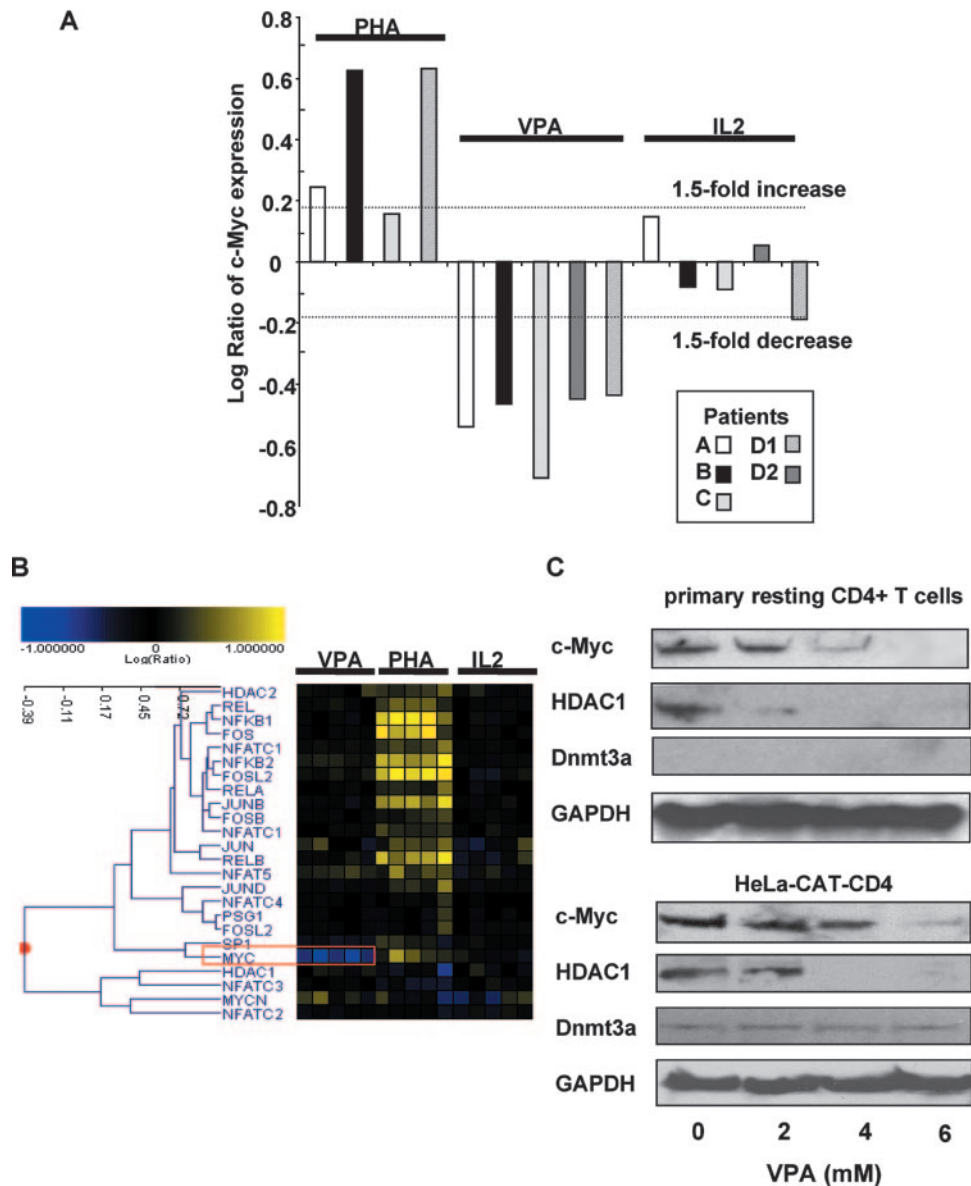 A
PHA
VPA
IL2
Log Ratio of c-Myc expression
0.8
0.6
0.4
0.2
0
-0.2
-0.4
-0.6
-0.8
1.5-fold increase
1.5-fold decrease
Patients
A D1
B D2
C
B
-1.000000 0 1.000000
Log(Ratio)
VPA PHA IL2
-0.39 -0.11 0.17 0.45 0.73
HDAC2
REL
NFKB1
FOS
NFATC1
NFKB2
FOSL2
RELA
JUNB
FOSB
NFATC1
JUN
RELB
NFAT5
JUND
NFATC4
PSG1
FOSL2
SP1
MYC
HDAC1
NFATC3
MYCN
NFATC2
C
primary resting CD4+ T cells
c-Myc
HDAC1
Dnmt3a
GAPDH
HeLa-CAT-CD4
c-Myc
HDAC1
Dnmt3a
GAPDH
0 2 4 6
VPA (mM)